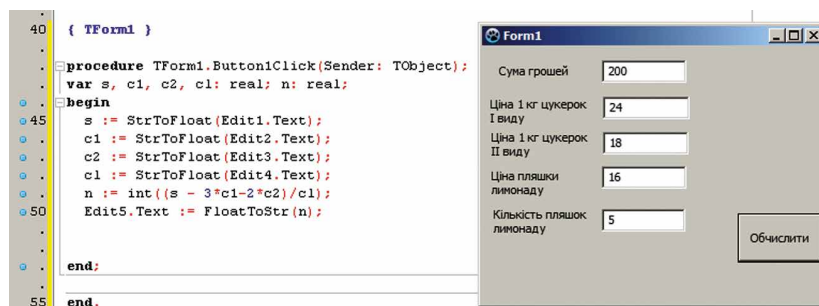 40 { TForm1 }
procedure TForm1.Button1Click(Sender: TObject);
var s, c1, c2, cl: real; n: real;
begin
45 s := StrToFloat(Edit1.Text);
c1 := StrToFloat(Edit2.Text);
c2 := StrToFloat(Edit3.Text);
cl := StrToFloat(Edit4.Text);
n := int((s - 3*c1-2*c2)/cl);
50 Edit5.Text := FloatToStr(n);
end;
55 end.
Form1
Сума грошей 200
Ціна 1 кг цукерок
I виду 24
Ціна 1 кг цукерок
II виду 18
Ціна пляшки
лимонаду 16
Кількість пляшок
лимонаду 5
Обчислити